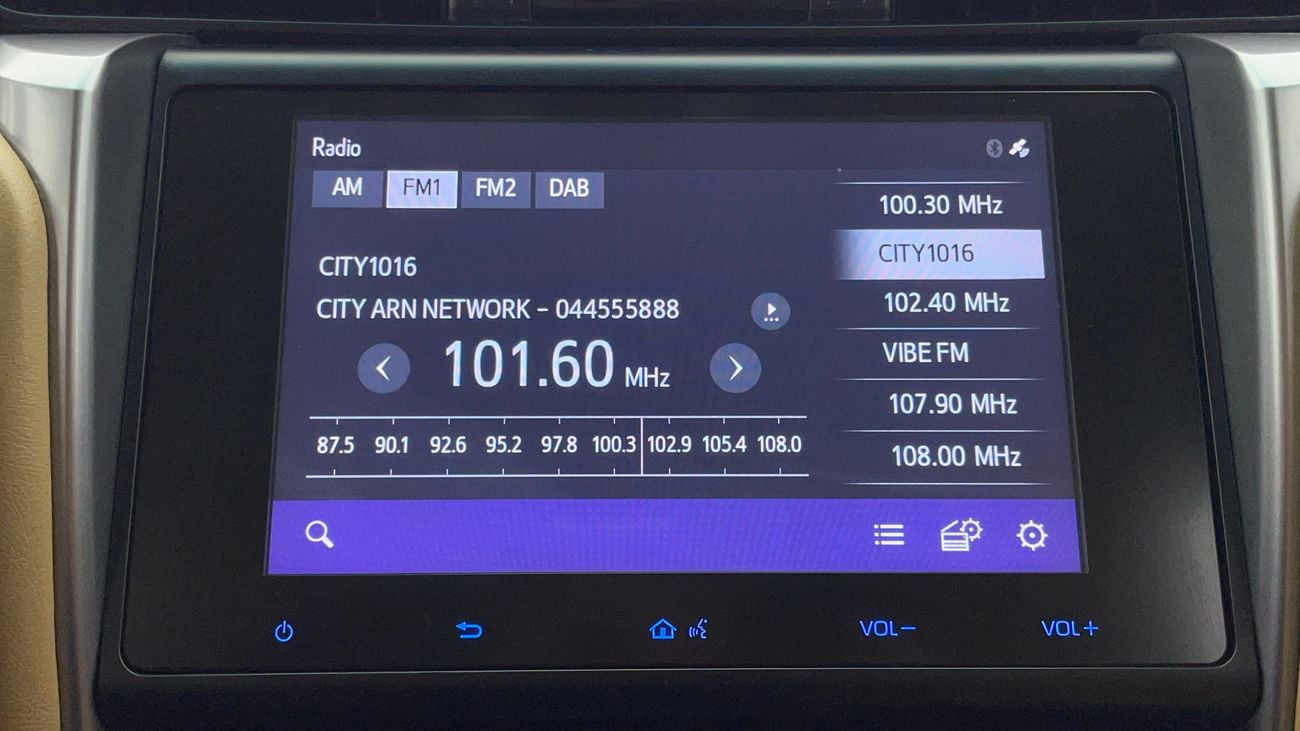 Radio
AM FM1 FM2 DAB
CITY1016
CITY ARN NETWORK - 044555888
101.60 MHz
87.5 90.1 92.6 95.2 97.8 100.3 102.9 105.4 108.0
100.30 MHz
CITY1016
102.40 MHz
VIBE FM
107.90 MHz
108.00 MHz
VOL- VOL+